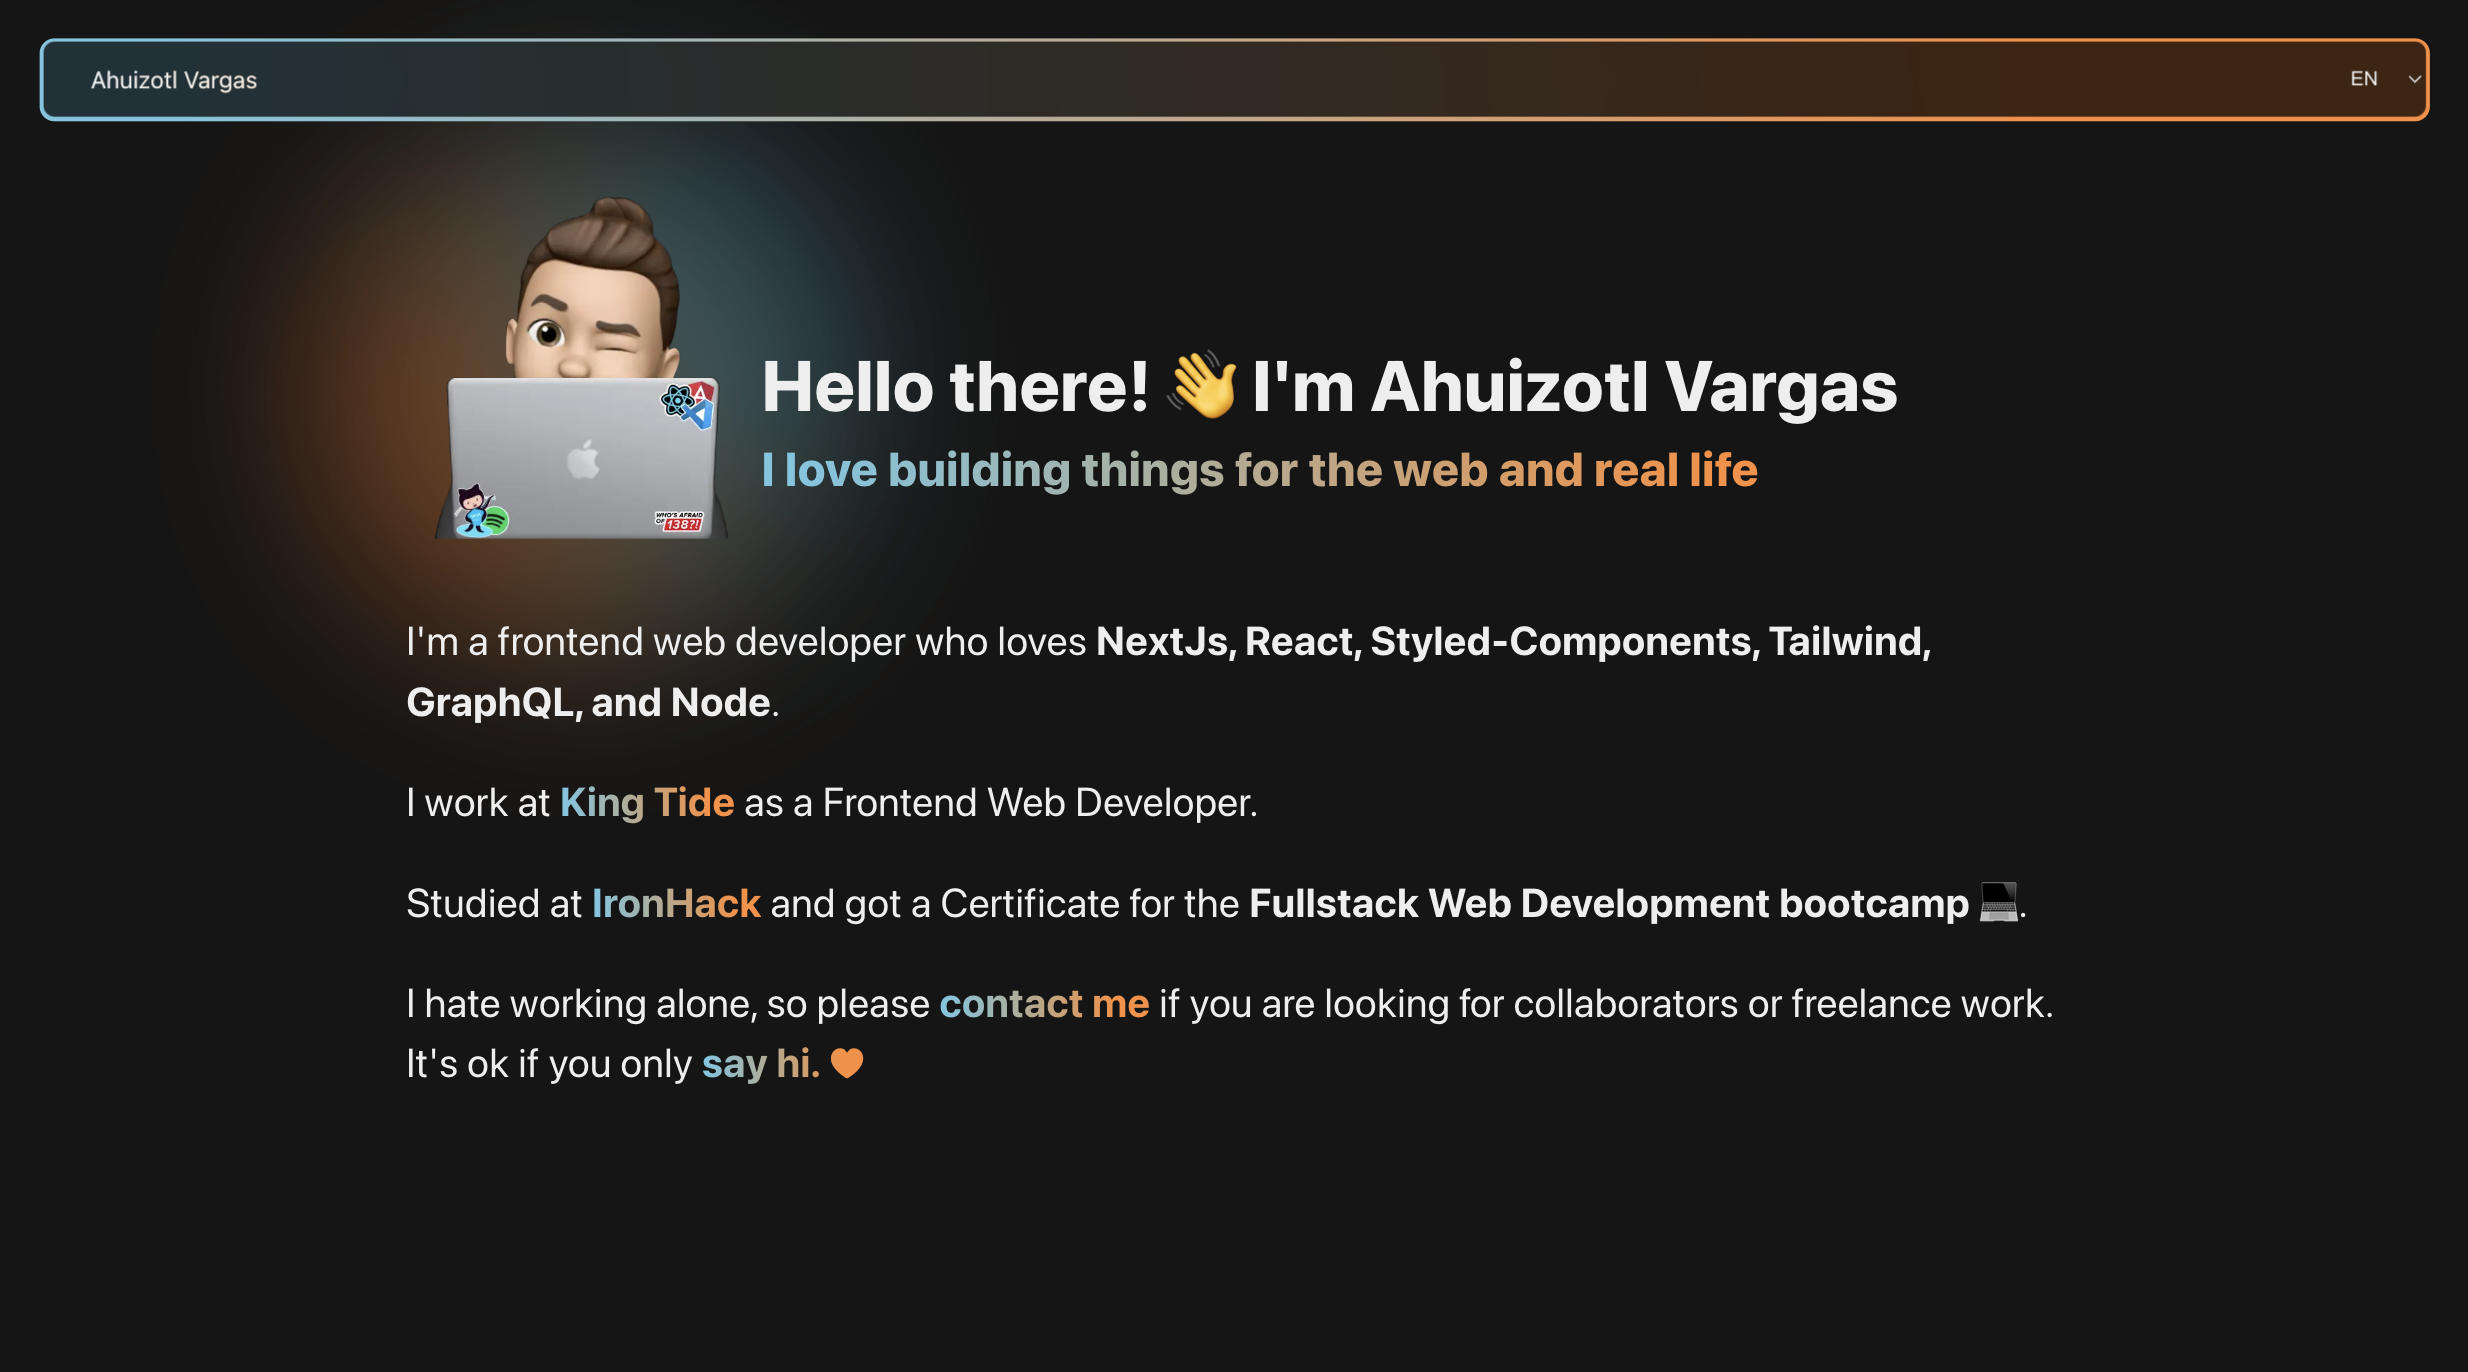 Ahuizotl Vargas
EN
WHO'S AFRAID
OF 138?!
Hello there! 👋 I'm Ahuizotl Vargas
I love building things for the web and real life
I'm a frontend web developer who loves NextJs, React, Styled-Components, Tailwind,
GraphQL, and Node.
I work at King Tide as a Frontend Web Developer.
Studied at IronHack and got a Certificate for the Fullstack Web Development bootcamp 💻.
I hate working alone, so please contact me if you are looking for collaborators or freelance work.
It's ok if you only say hi. 🧡